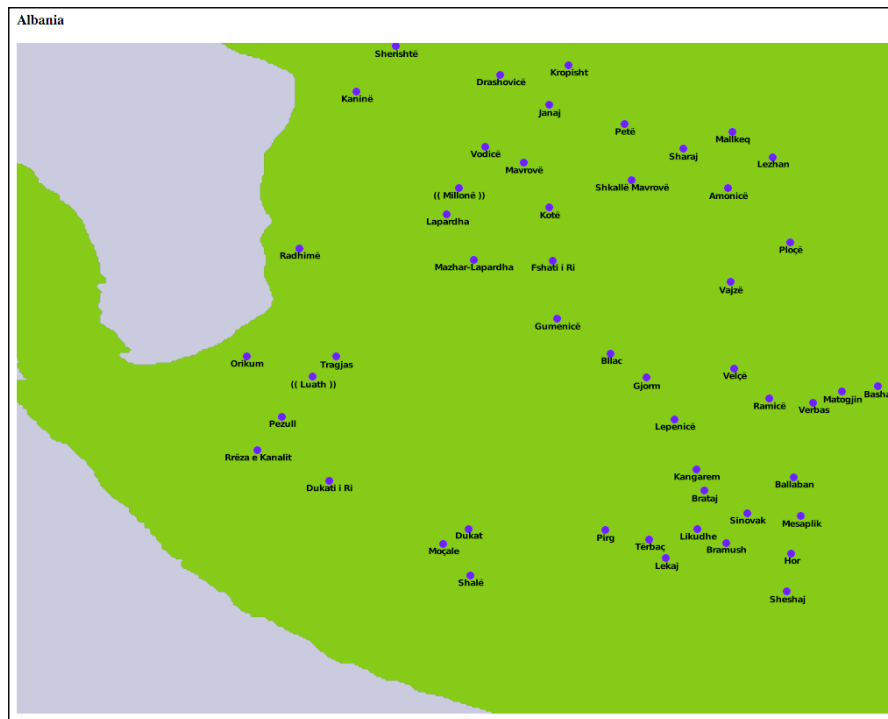 Albania
Sherishtë
Kropisht
Drashovicë
Kaninë
Janaj
Petë
Mallkeq
Vodicë
Sharaj
Lezhan
Mavrovë
Shkallë Mavrovë
(( Millonë ))
Amonicë
Lapardha
Kotë
Ploçë
Radhimë
Mazhar-Lapardha
Fshati i Ri
Vajzë
Gumenicë
Bllac
Orikum
Tragjas
Velçë
(( Luath ))
Gjorm
Basha
Matogjin
Ramicë
Verbas
Pezull
Lepenicë
Rrëza e Kanalit
Kangarem
Ballaban
Dukati i Ri
Brataj
Sinovak
Mesaplik
Dukat
Pirg
Likudhe
Tërbaç
Moçale
Bramush
Lekaj
Hor
Shalë
Sheshaj